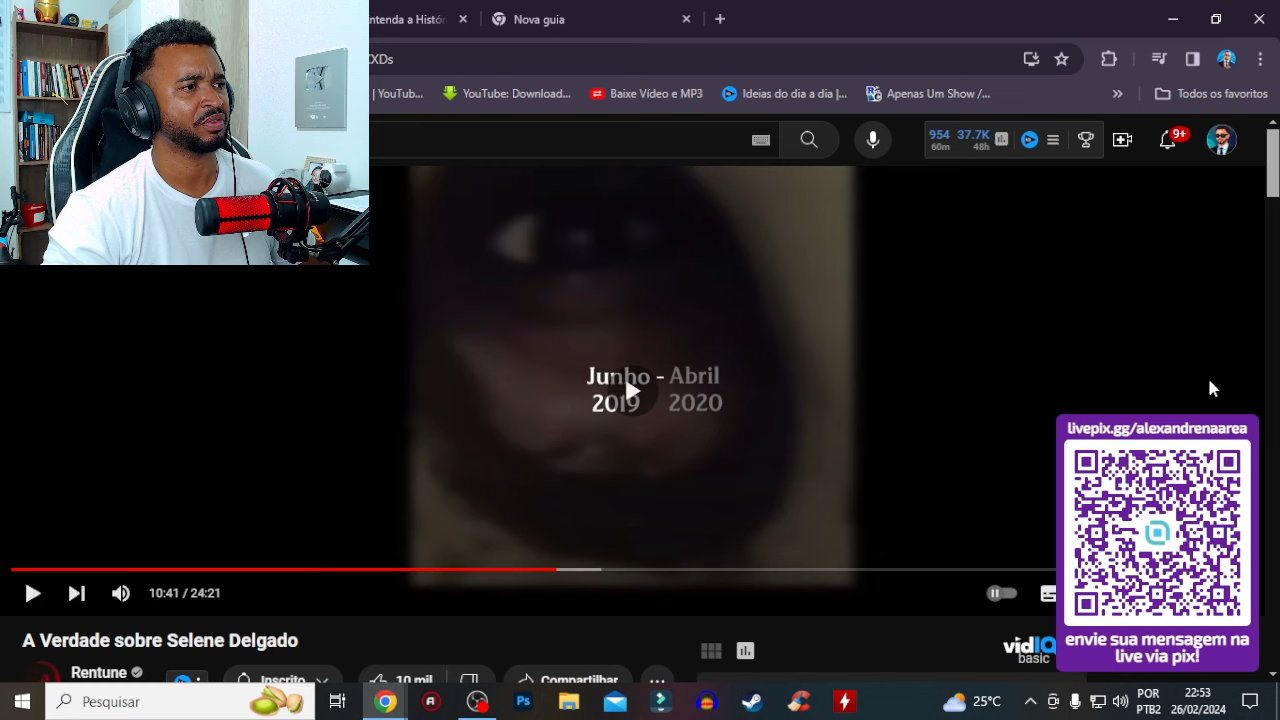 ntenda a Histór
Nova guia
CXDs
| YouTub...
YouTube: Download...
Baixe Vídeo e MP3
Ideias do dia a dia |...
Apenas Um Show /...
»
Todos os favoritos
954 37.7K
60m 48h
9+
Junho - Abril
2019 2020
livepix.gg/alexandrenaarea
envie sua mensagem na
live via pix!
10:41 / 24:21
A Verdade sobre Selene Delgado
vidIQ
basic
Rentune
Inscrito
10 mil
Compartilhar
Pesquisar
Ps
25°C
POR
PTB2
22:53
26/02/2024